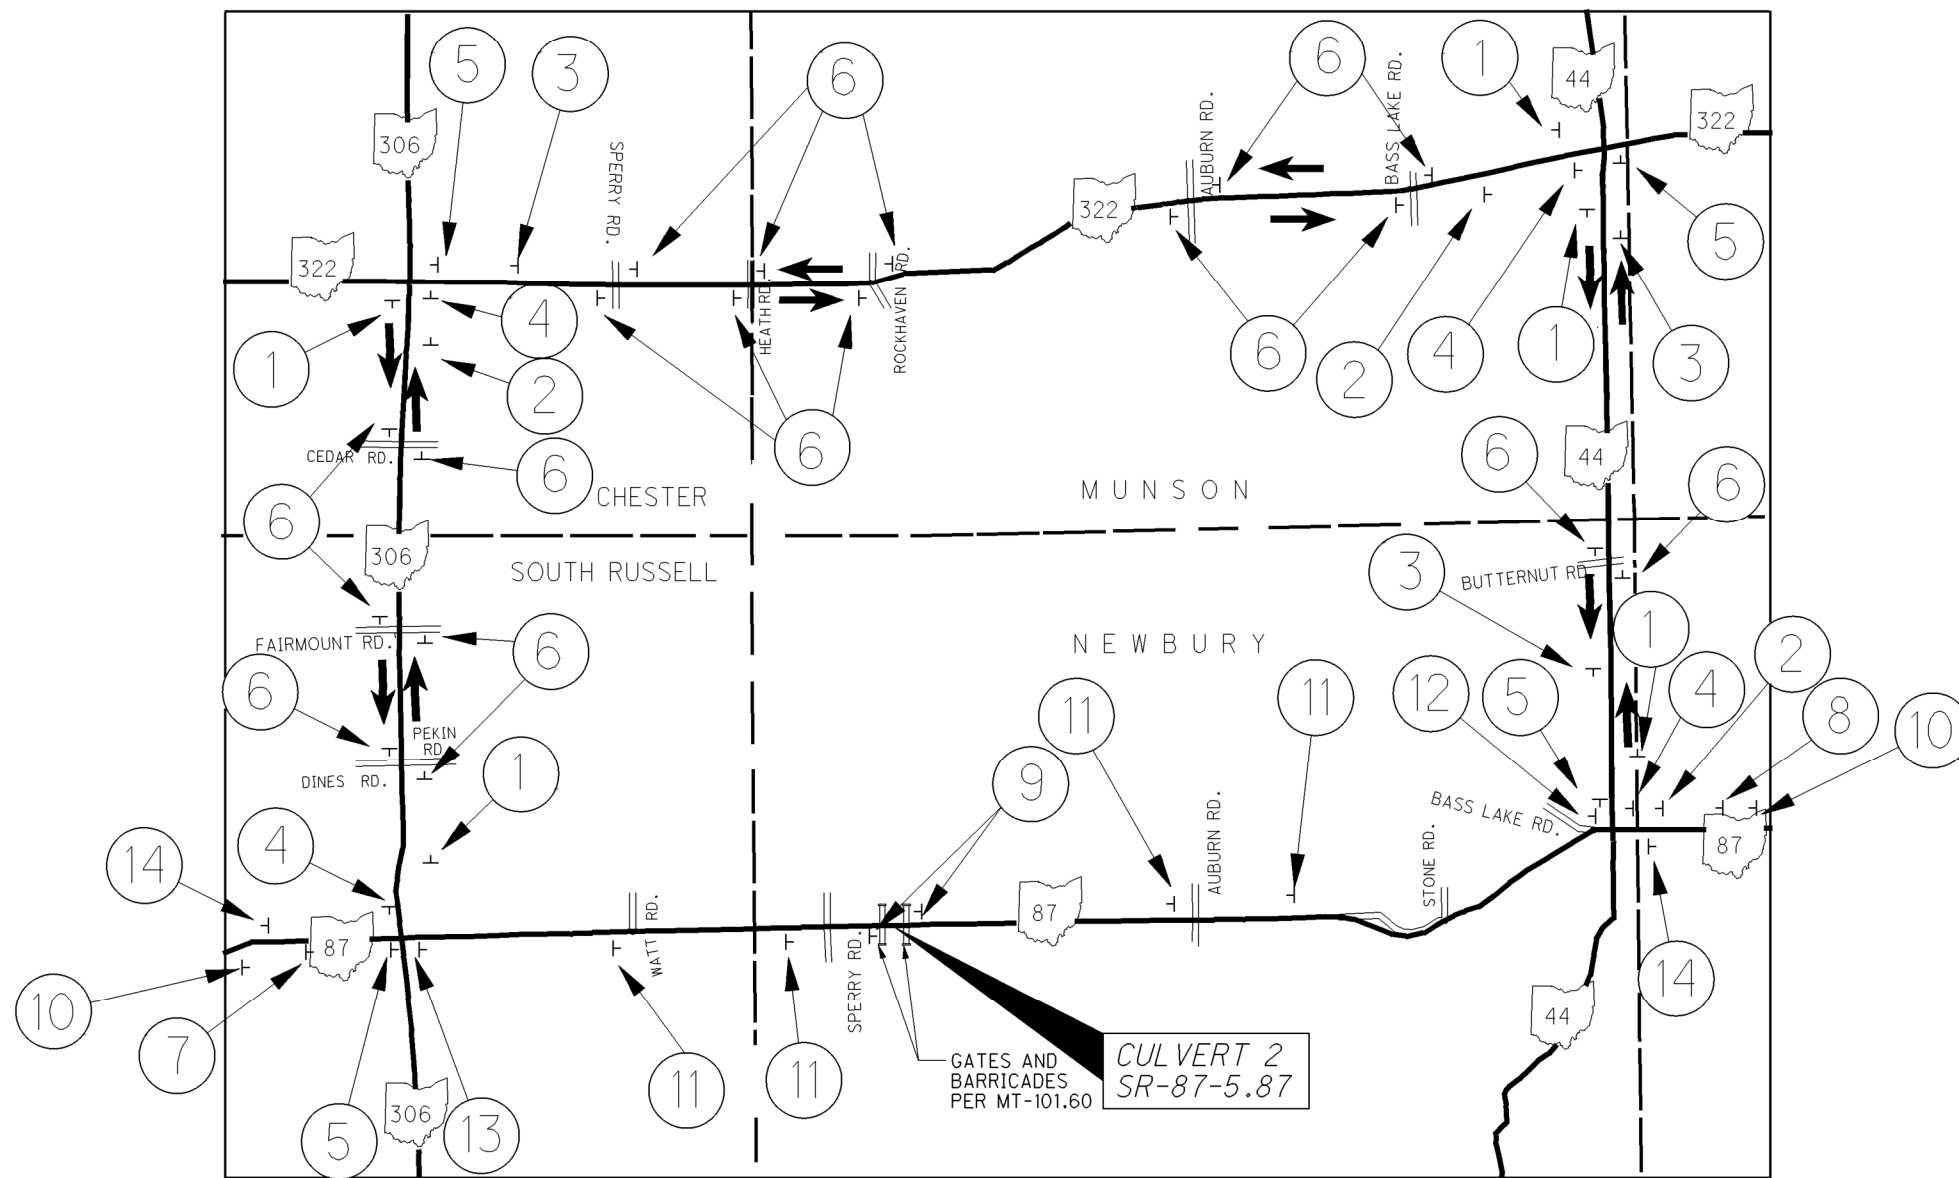 5
3
6
6
1
44
322
306
SPERRY RD.
AUBURN RD.
BASS LAKE RD.
322
322
5
HEATH RD.
ROCKHAVEN RD.
1
4
2
6
6
2
4
1
3
CEDAR RD.
6
6
CHESTER
MUNSON
6
44
6
306
SOUTH RUSSELL
3
BUTTERNUT RD
FAIRMOUNT RD.
6
NEWBURY
1
6
PEKIN
RD
DINES RD.
1
11
11
12
5
4
2
8
10
9
BASS LAKE RD.
14
4
AUBURN RD.
STONE RD.
87
87
87
WATT RD.
SPERRY RD.
10
7
14
44
5
306
13
11
11
GATES AND
BARRICADES
PER MT-101.60
CULVERT 2
SR-87-5.87